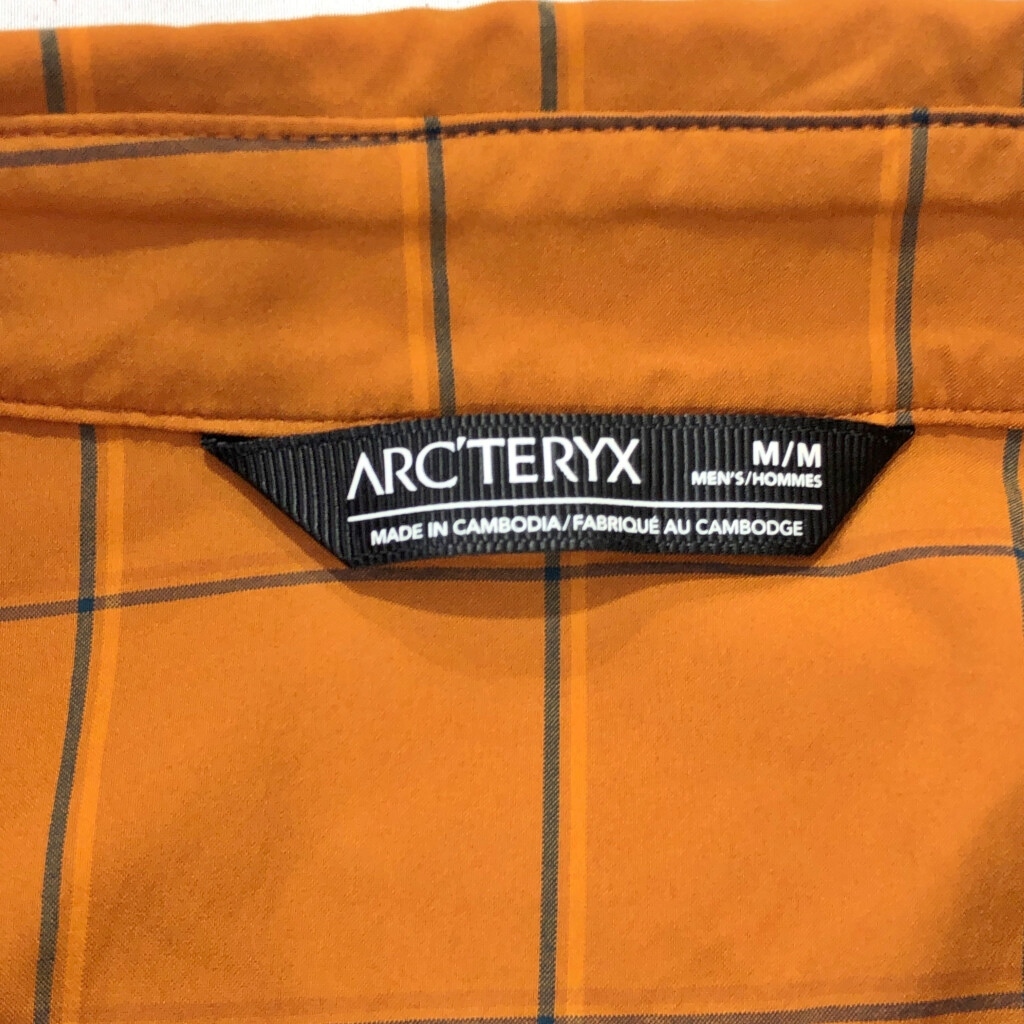 ARC'TERYX
M/M
MEN'S/HOMMES
MADE IN CAMBODIA/FABRIQUÉ AU CAMBODGE